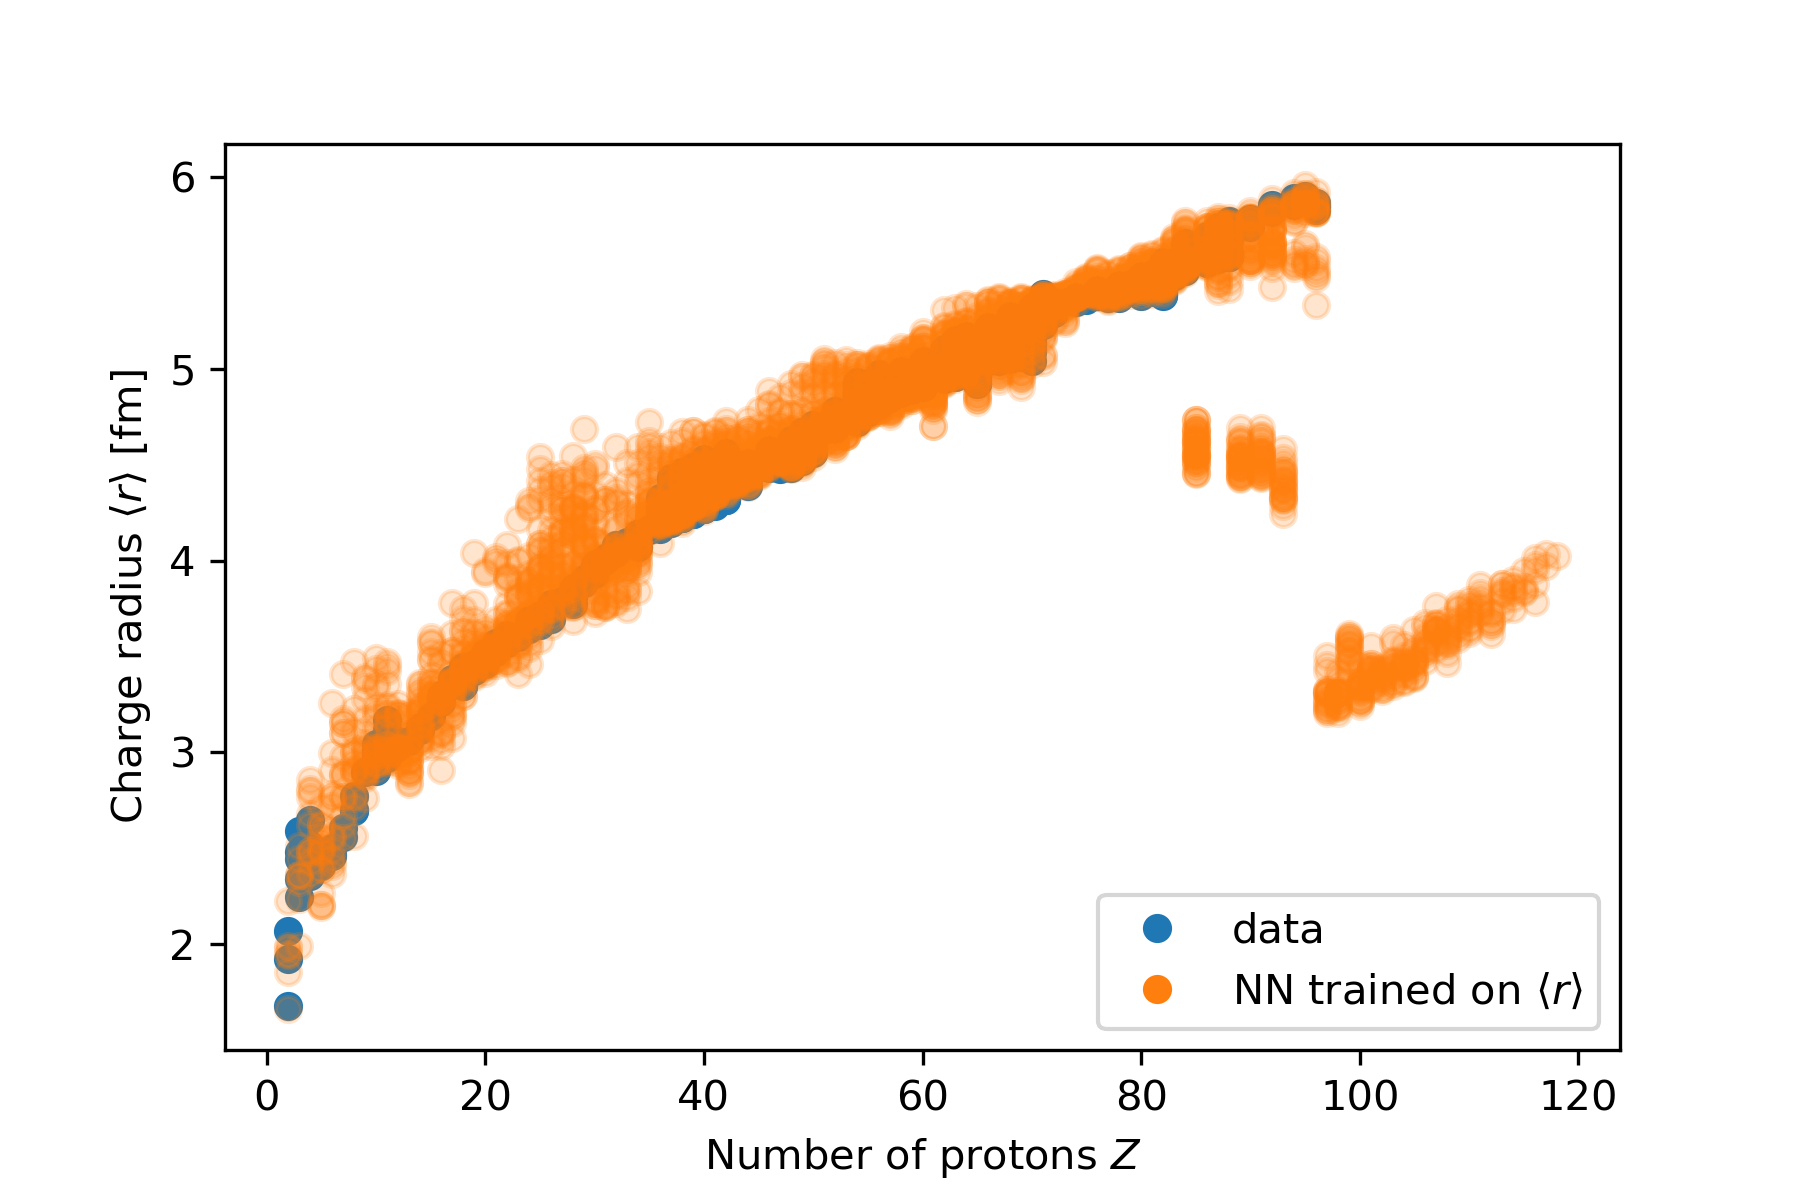 6
5
4
3
2
Charge radius ⟨r⟩ [fm]
data
NN trained on ⟨r⟩
0 20 40 60 80 100 120
Number of protons Z